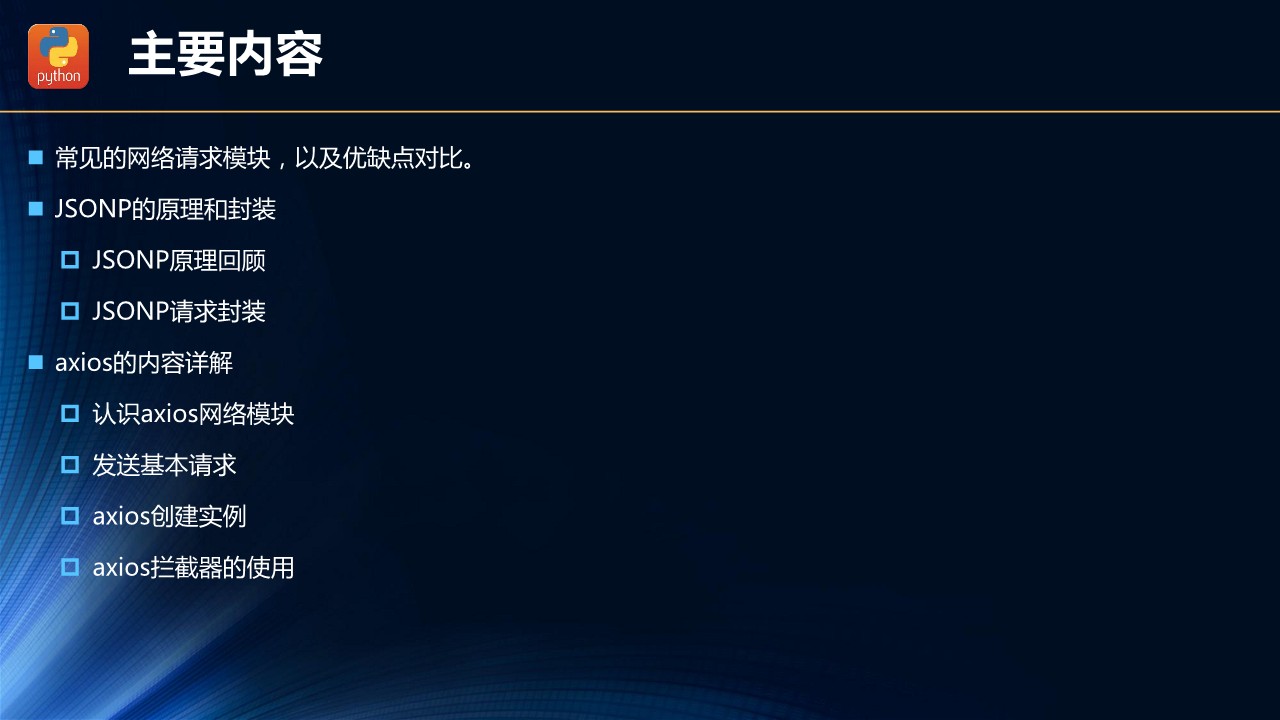 python
主要内容
常见的网络请求模块，以及优缺点对比。
JSONP的原理和封装
JSONP原理回顾
JSONP请求封装
axios的内容详解
认识axios网络模块
发送基本请求
axios创建实例
axios拦截器的使用